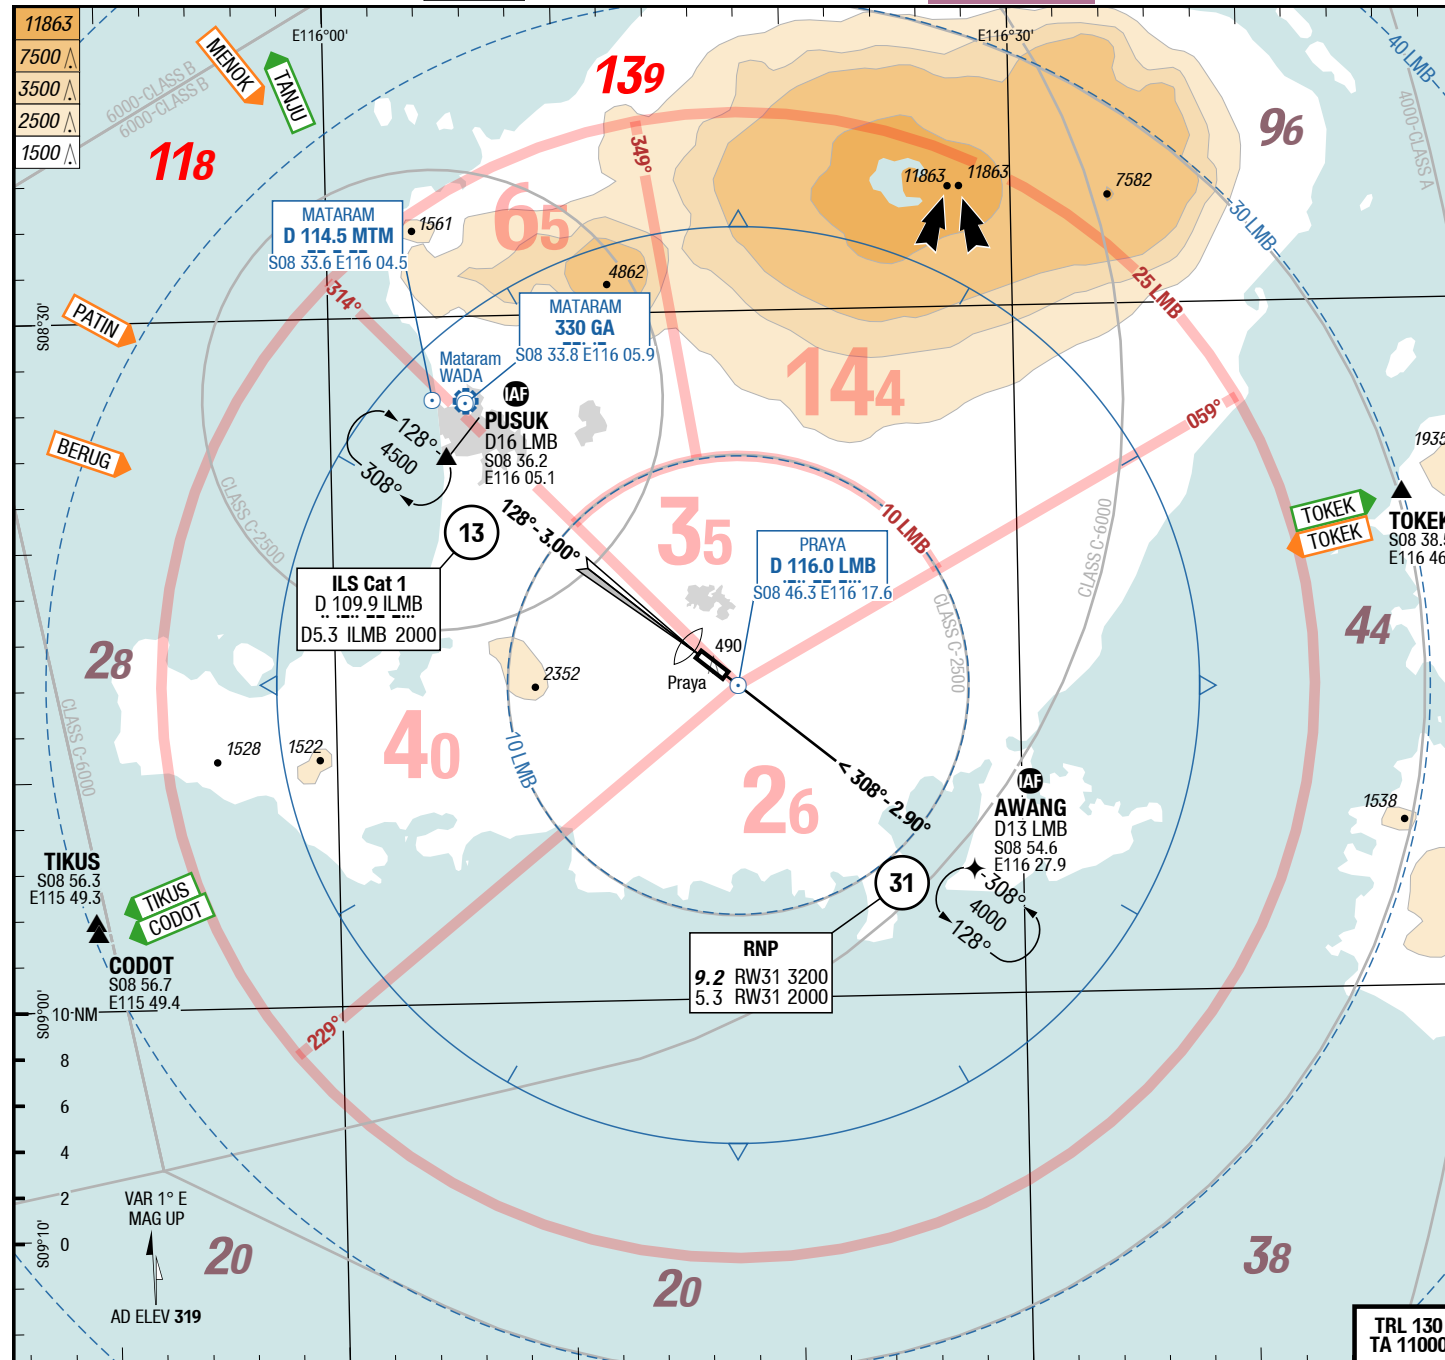 11863
7500
3500
2500
1500
E116°00'
E116°30'
MENOK
TANJU
6000-CLASS B
6000-CLASS B
139
118
96
40 LMB
4000-CLASS A
30 LMB
349°
11863
11863
7582
MATARAM
D 114.5 MTM
S08 33.6 E116 04.5
1561
65
4862
25 LMB
314°
MATARAM
330 GA
S08 33.8 E116 05.9
S08°30'
PATIN
Mataram
WADA
144
059°
IAF
PUSUK
D16 LMB
S08 36.2
E116 05.1
128°
4500
308°
BERUG
1935
CLASS C-2500
13
128°- 3.00°
35
10 LMB
CLASS C-6000
TOKEK
TOKEK
TOKEK
S08 38.5
E116 46
PRAYA
D 116.0 LMB
S08 46.3 E116 17.6
ILS Cat 1
D 109.9 ILMB
D5.3 ILMB 2000
CLASS C-2500
44
28
490
Praya
2352
CLASS C-6000
1528
1522
40
10 LMB
26
< 308°- 2.90°
IAF
AWANG
D13 LMB
S08 54.6
E116 27.9
1538
TIKUS
S08 56.3
E115 49.3
TIKUS
CODOT
31
308°
4000
128°
CODOT
S08 56.7
E115 49.4
RNP
9.2 RW31 3200
5.3 RW31 2000
S09°00'
10 NM
229°
8
6
4
2
0
VAR 1° E
MAG UP
S09°10'
20
20
38
AD ELEV 319
TRL 130
TA 11000